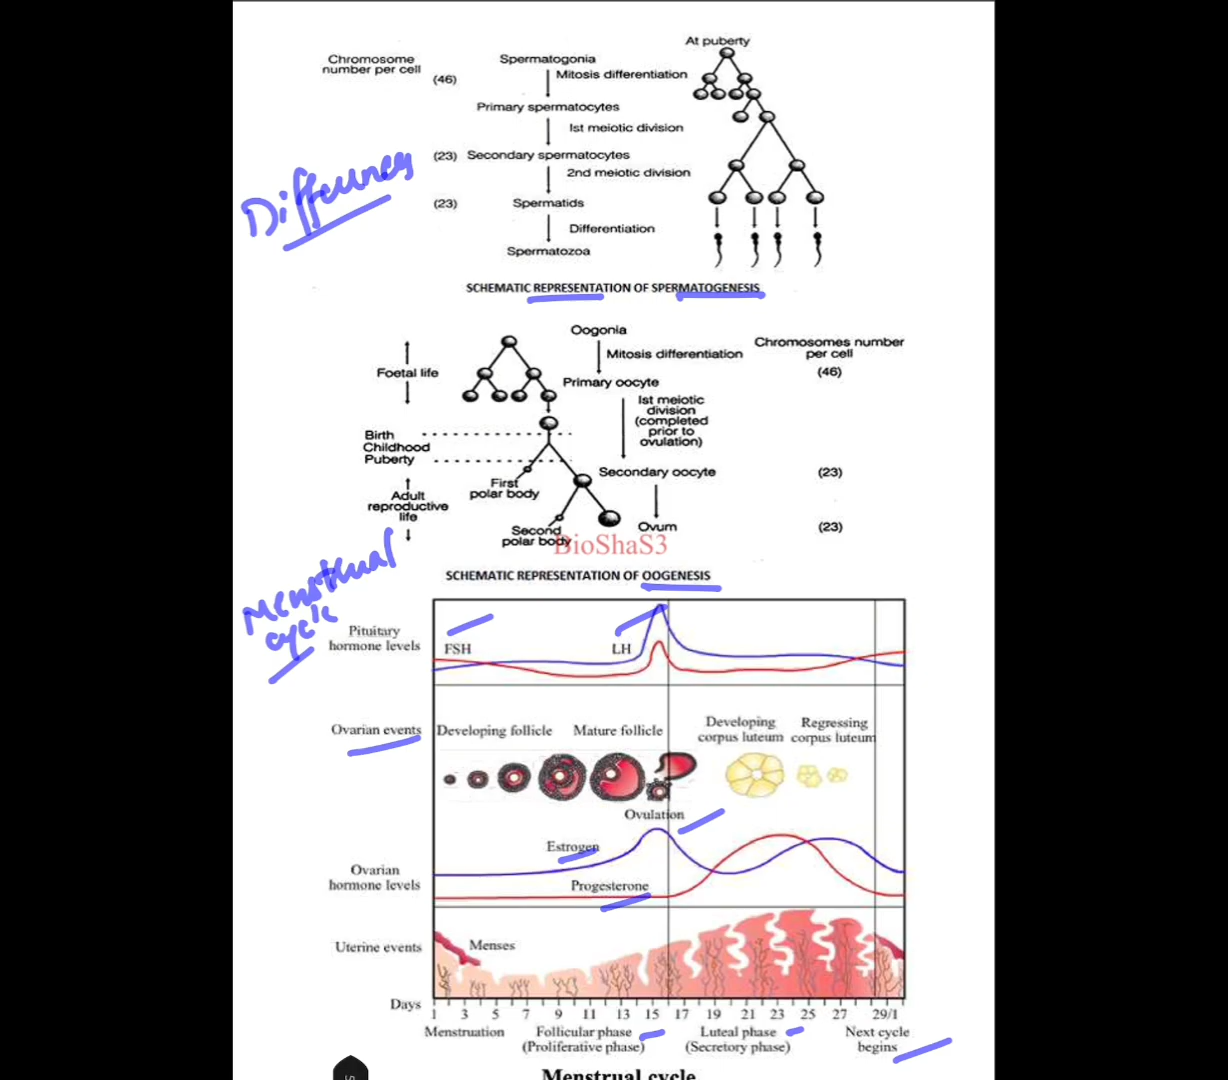 At puberty
Chromosome
number per cell
(46)
Spermatogonia
Mitosis differentiation
Primary spermatocytes
Ist meiotic division
(23) Secondary spermatocytes
2nd meiotic division
(23) Spermatids
Differentiation
Spermatozoa
SCHEMATIC REPRESENTATION OF SPERMATOGENESIS
Oogonia
Mitosis differentiation
Chromosomes number
per cell
(46)
Foetal life
Primary oocyte
Ist meiotic
division
(completed
prior to
ovulation)
Birth
Childhood
Puberty
Secondary oocyte
(23)
First
polar body
Adult
reproductive
life
Second
polar body
Ovum
(23)
BioShaS3
SCHEMATIC REPRESENTATION OF OOGENESIS
Menstrual
cycle
Pituitary
hormone levels
FSH
LH
Ovarian events
Developing follicle
Mature follicle
Developing
corpus luteum
Regressing
corpus luteum
Ovulation
Estrogen
Ovarian
hormone levels
Progesterone
Uterine events
Menses
Days
1 3 5 7 9 11 13 15 17 19 21 23 25 27 29/1
Menstruation
Follicular phase
(Proliferative phase)
Luteal phase
(Secretory phase)
Next cycle
begins
Menstrual cycle